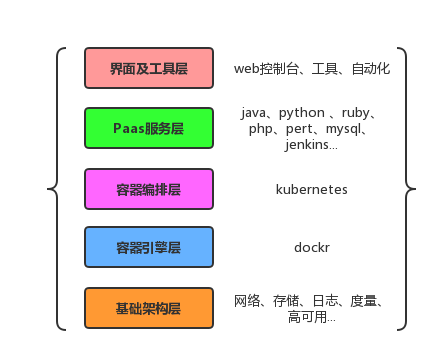 界面及工具层
web控制台、工具、自动化
Paas服务层
java、python 、ruby、
php、pert、mysql、
jenkins...
容器编排层
kubernetes
容器引擎层
dockr
基础架构层
网络、存储、日志、度量、
高可用...